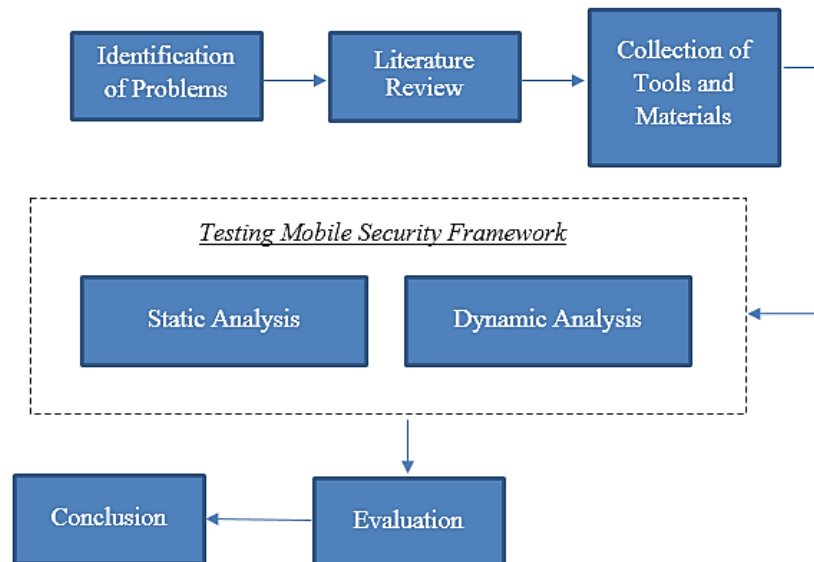 Identification
of Problems
Literature
Review
Collection of
Tools and
Materials
Testing Mobile Security Framework
Static Analysis
Dynamic Analysis
Conclusion
Evaluation